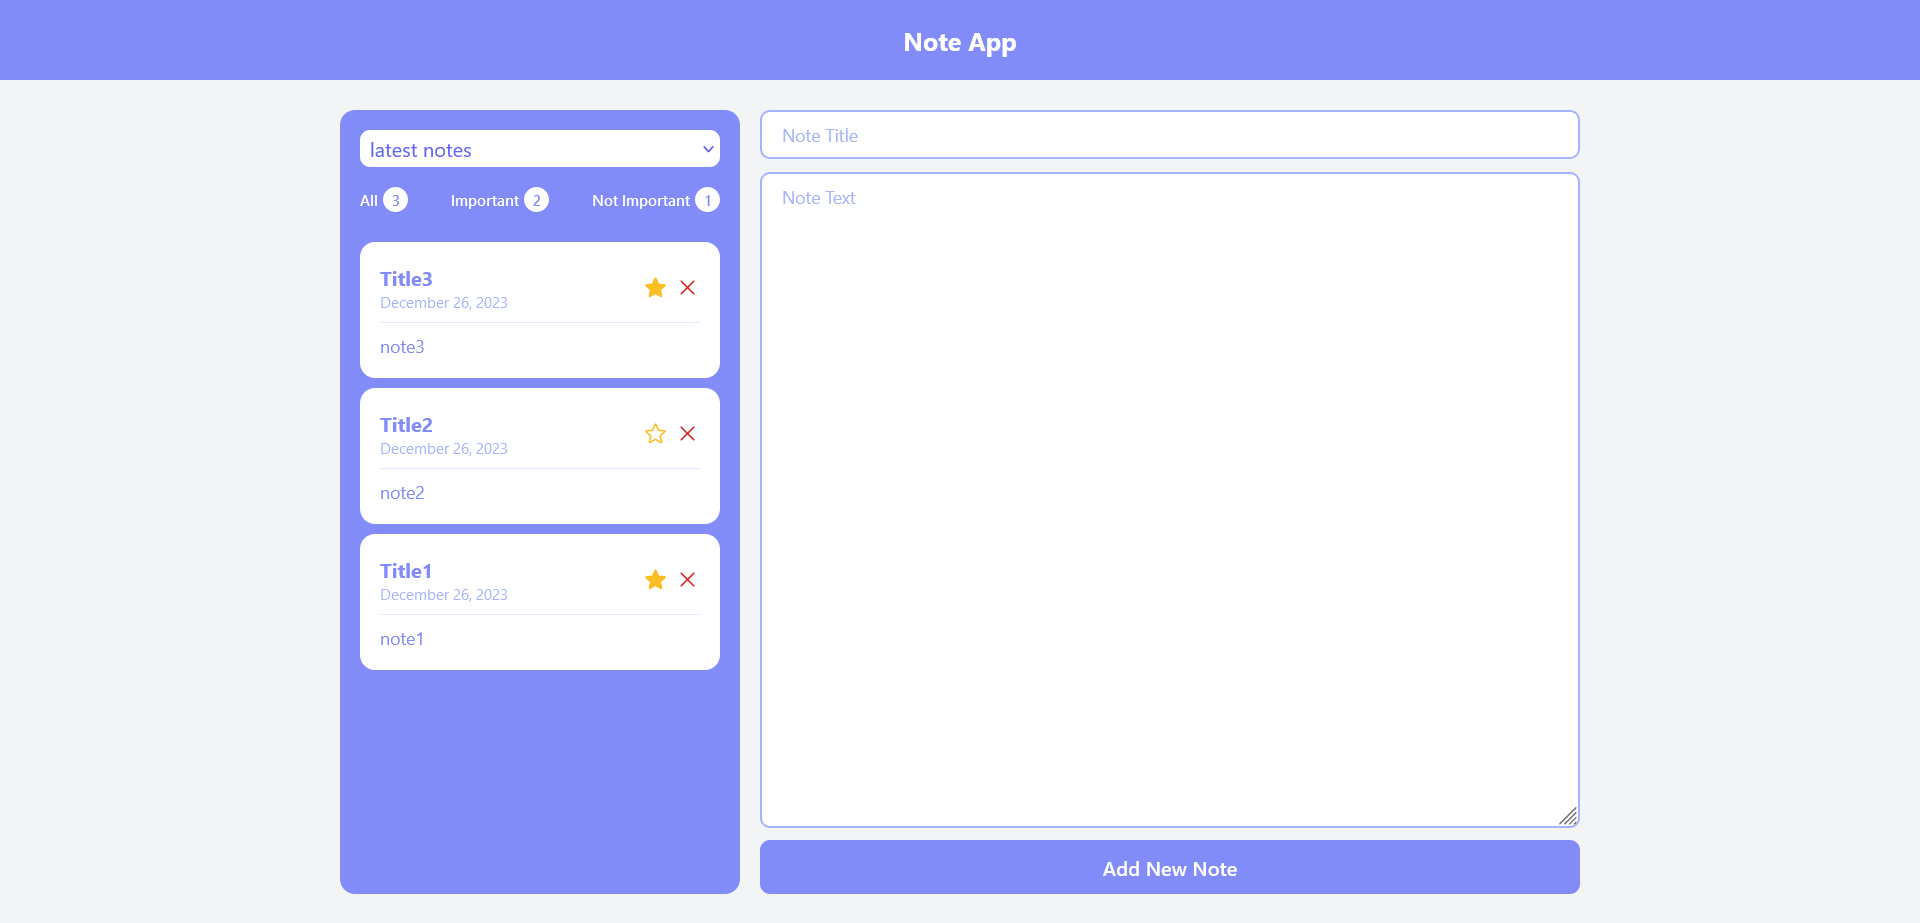 Note App
latest notes
All 3 Important 2 Not Important 1
Title3
December 26, 2023
note3
Title2
December 26, 2023
note2
Title1
December 26, 2023
note1
Note Title
Note Text
Add New Note